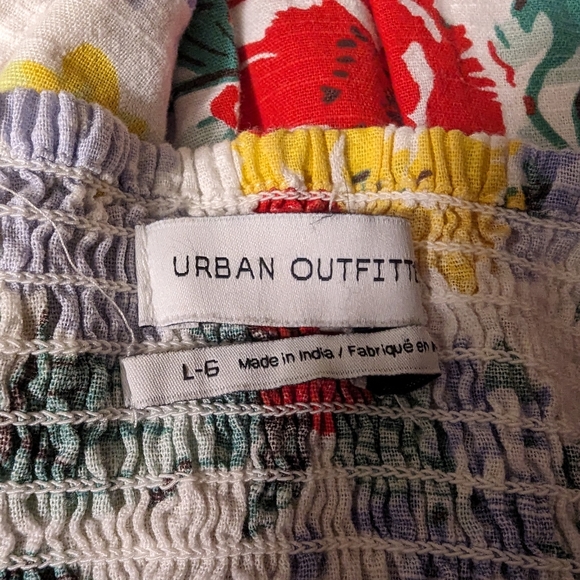 URBAN OUTFITTE
L-G Made in India / Fabriqué en